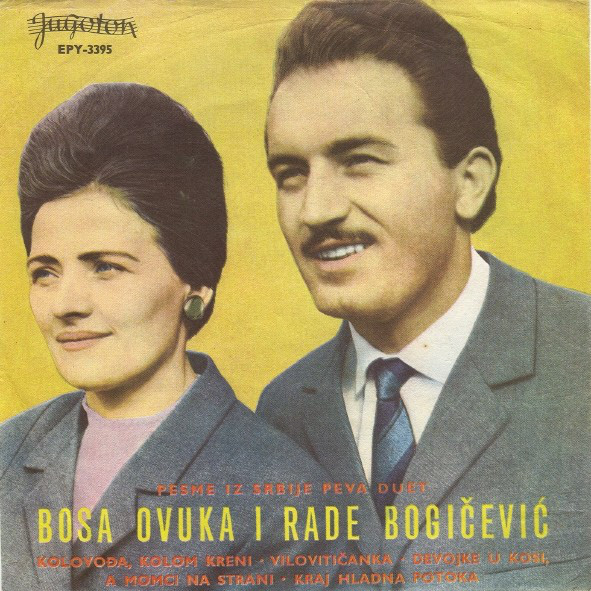 Jugoton
EPY-3395
PESME IZ SRBIJE PEVA DUET
BOSA OVUKA I RADE BOGIČEVIĆ
KOLOVOĐA, KOLOM KRENI · VILOVITIČANKA · DEVOJKE U KOSI,
A MOMCI NA STRANI · KRAJ HLADNA POTOKA